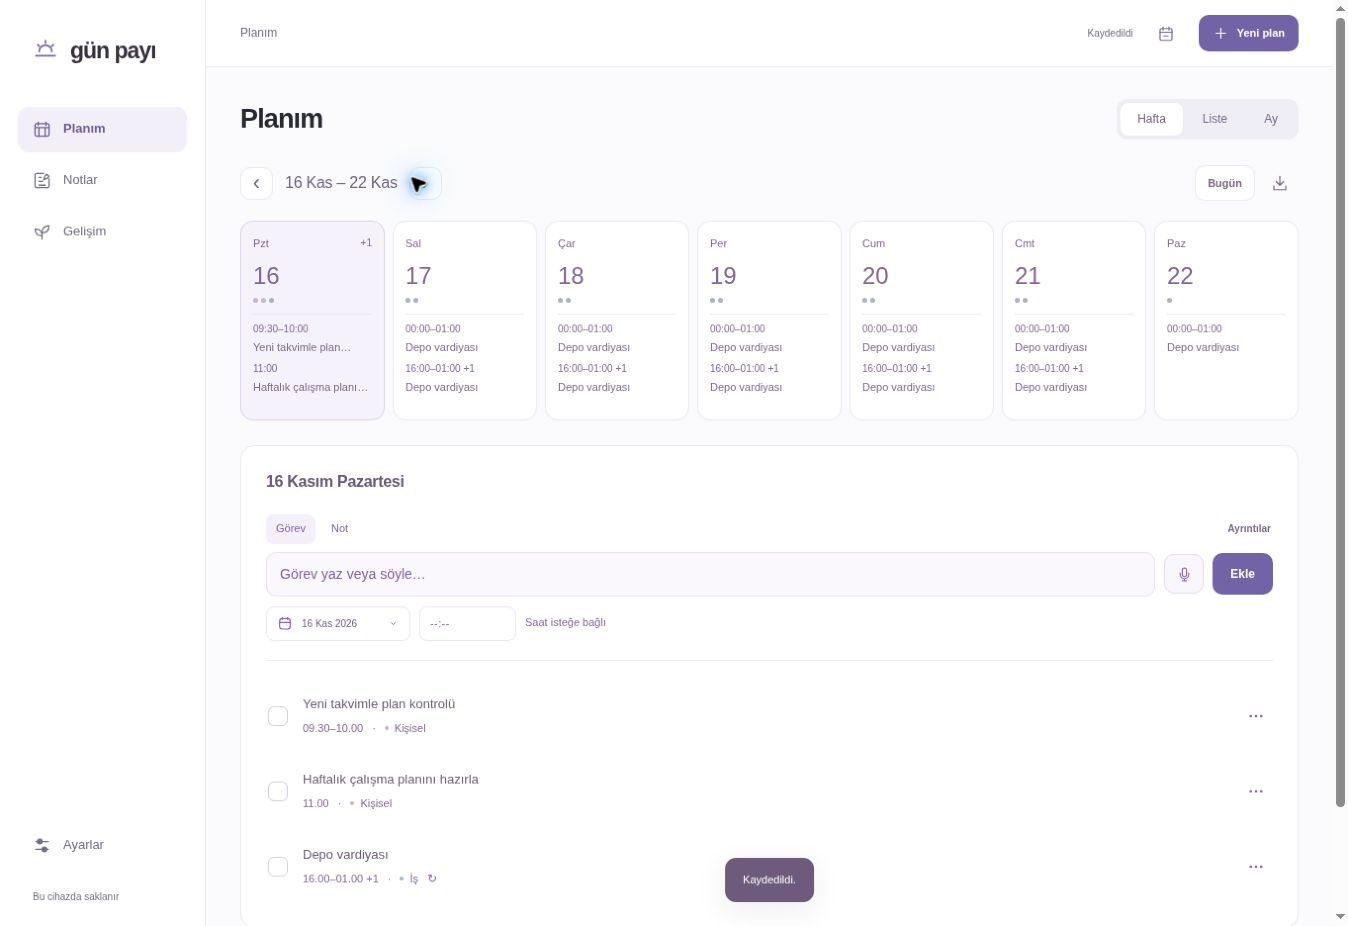 gün payı
Planım
Notlar
Gelişim
Ayarlar
Bu cihazda saklanır
Planım
Kaydedildi
Yeni plan
Planım
Hafta Liste Ay
16 Kas – 22 Kas
Bugün
Pzt +1
16
09:30–10:00
Yeni takvimle plan…
11:00
Haftalık çalışma planı…
Sal
17
00:00–01:00
Depo vardiyası
16:00–01:00 +1
Depo vardiyası
Çar
18
00:00–01:00
Depo vardiyası
16:00–01:00 +1
Depo vardiyası
Per
19
00:00–01:00
Depo vardiyası
16:00–01:00 +1
Depo vardiyası
Cum
20
00:00–01:00
Depo vardiyası
16:00–01:00 +1
Depo vardiyası
Cmt
21
00:00–01:00
Depo vardiyası
16:00–01:00 +1
Depo vardiyası
Paz
22
00:00–01:00
Depo vardiyası
16 Kasım Pazartesi
Görev Not
Ayrıntılar
Görev yaz veya söyle…
Ekle
16 Kas 2026
--:--
Saat isteğe bağlı
Yeni takvimle plan kontrolü
09.30–10.00 · Kişisel
Haftalık çalışma planını hazırla
11.00 · Kişisel
Depo vardiyası
16.00–01.00 +1 · İş ↻
Kaydedildi.